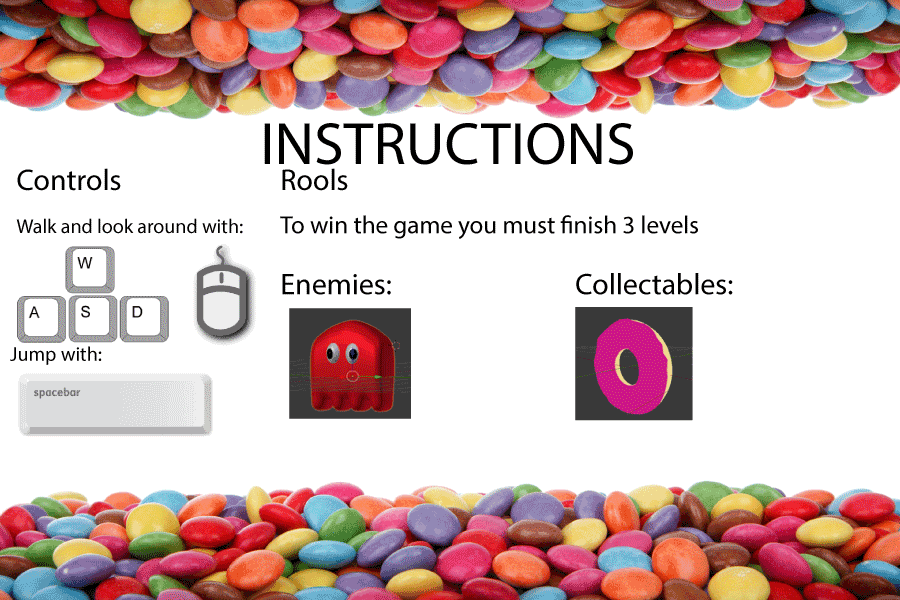 INSTRUCTIONS
Controls
Walk and look around with:
W
A S D
Jump with:
spacebar
Rools
To win the game you must finish 3 levels
Enemies:
Collectables: